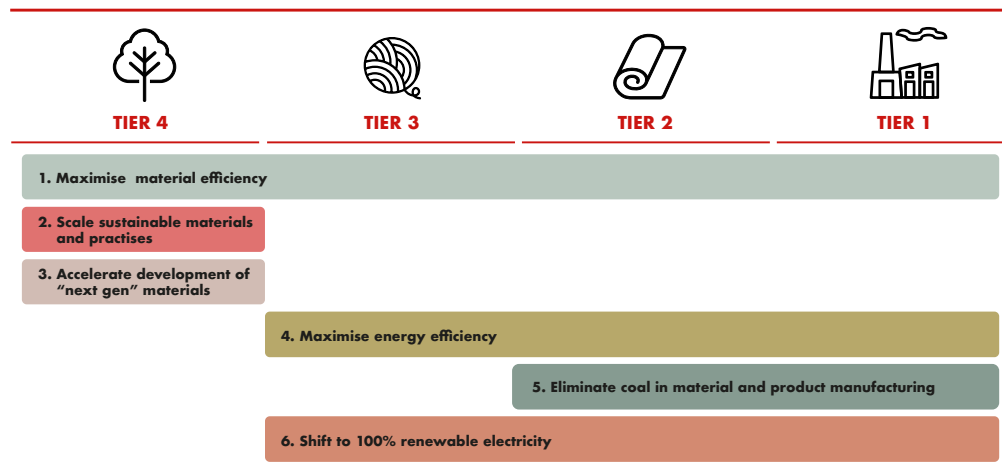 TIER 4
TIER 3
TIER 2
TIER 1
1. Maximise material efficiency
2. Scale sustainable materials
and practises
3. Accelerate development of
“next gen” materials
4. Maximise energy efficiency
5. Eliminate coal in material and product manufacturing
6. Shift to 100% renewable electricity